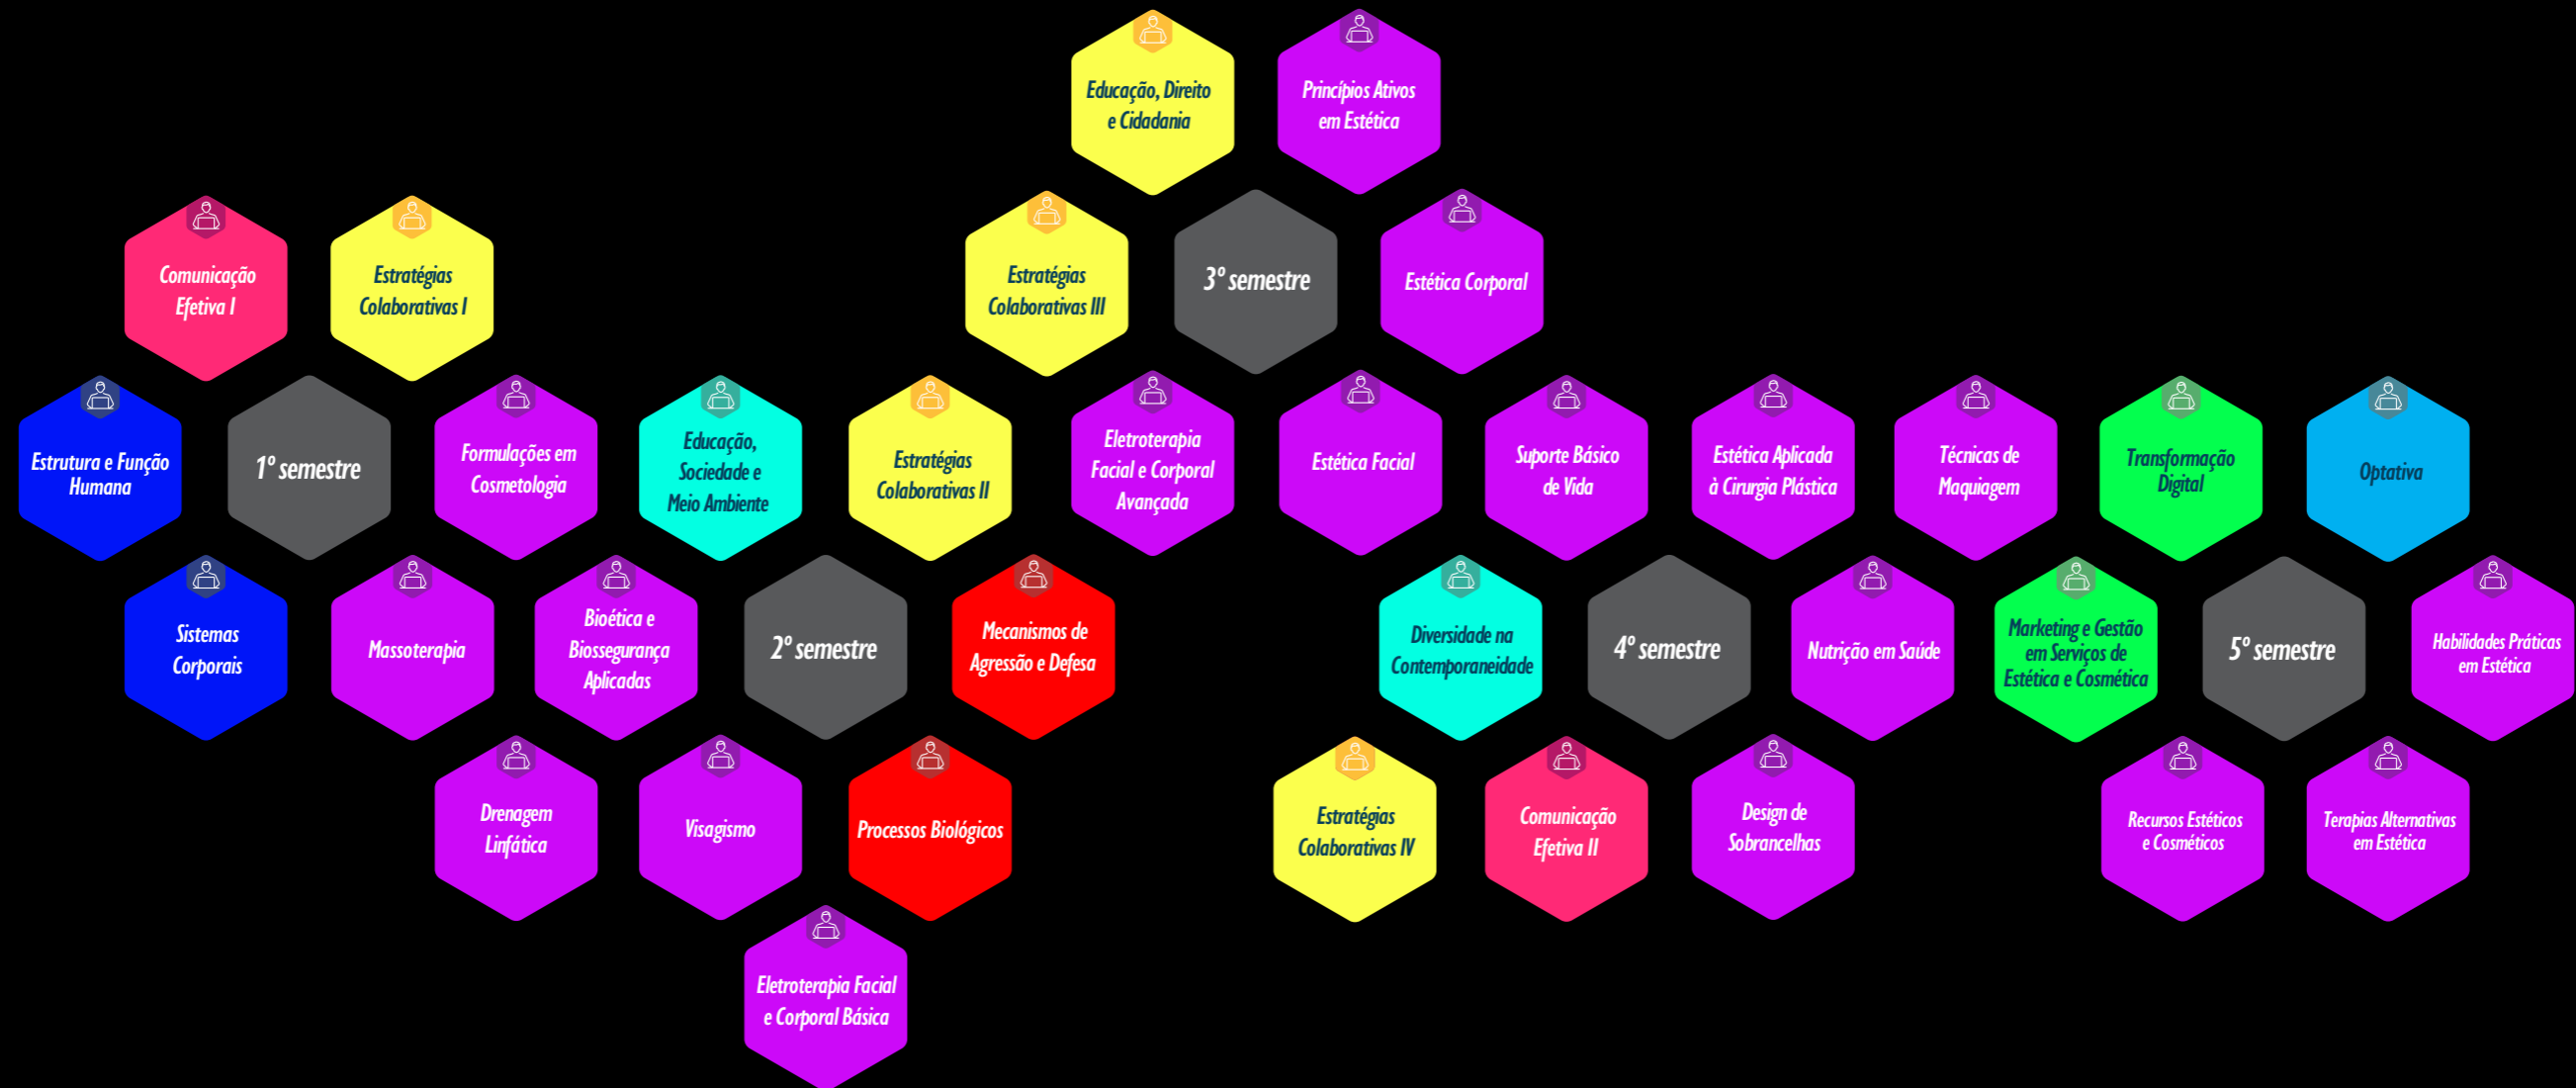 Educação, Direito
e Cidadania
Princípios Ativos
em Estética
Comunicação
Efetiva I
Estratégias
Colaborativas I
Estratégias
Colaborativas III
3º semestre
Estética Corporal
Estrutura e Função
Humana
1º semestre
Formulações em
Cosmetologia
Educação,
Sociedade e
Meio Ambiente
Estratégias
Colaborativas II
Eletroterapia
Facial e Corporal
Avançada
Estética Facial
Suporte Básico
de Vida
Estética Aplicada
à Cirurgia Plástica
Técnicas de
Maquiagem
Transformação
Digital
Optativa
Sistemas
Corporais
Massoterapia
Bioética e
Biossegurança
Aplicadas
2º semestre
Mecanismos de
Agressão e Defesa
Diversidade na
Contemporaneidade
4º semestre
Nutrição em Saúde
Marketing e Gestão
em Serviços de
Estética e Cosmética
5º semestre
Habilidades Práticas
em Estética
Drenagem
Linfática
Visagismo
Processos Biológicos
Estratégias
Colaborativas IV
Comunicação
Efetiva II
Design de
Sobrancelhas
Recursos Estéticos
e Cosméticos
Terapias Alternativas
em Estética
Eletroterapia Facial
e Corporal Básica